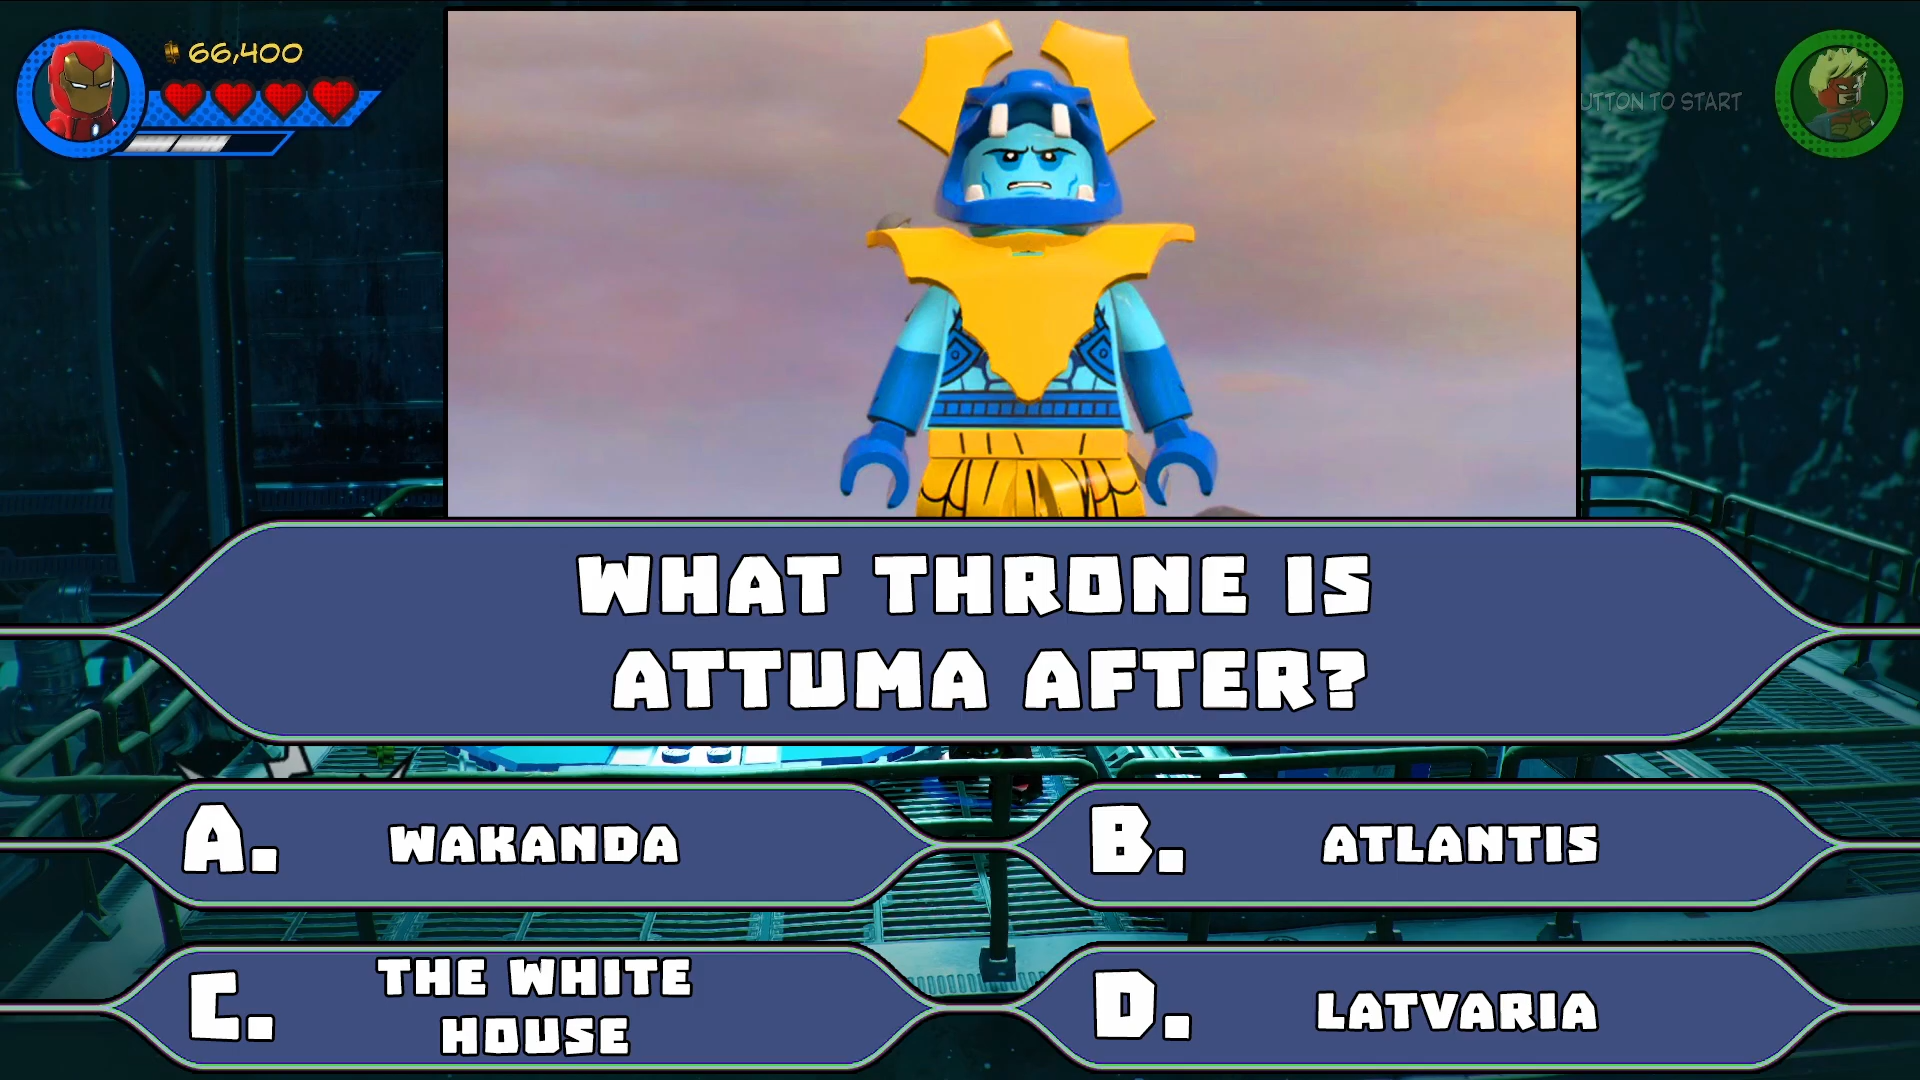 66,400
UTTON TO START
WHAT THRONE IS
ATTUMA AFTER?
A. WAKANDA
B. ATLANTIS
C. THE WHITE
HOUSE
D. LATVARIA